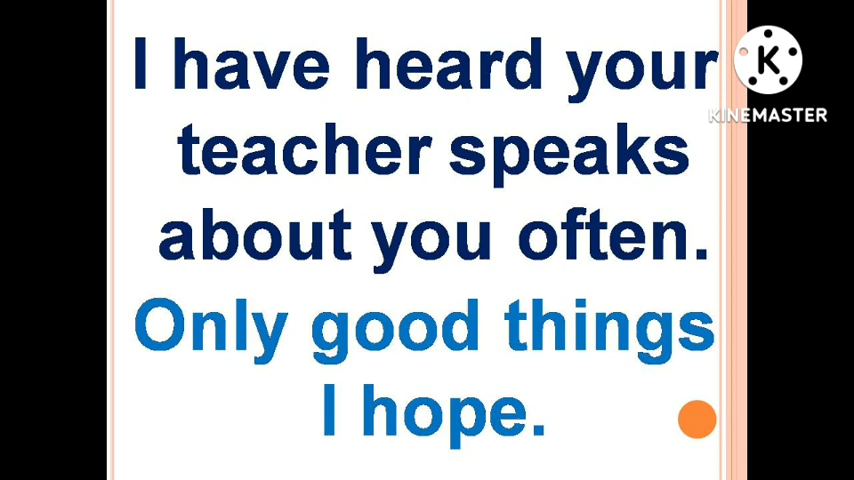 I have heard your
teacher speaks
about you often.
Only good things
I hope.
K
KINEMASTER